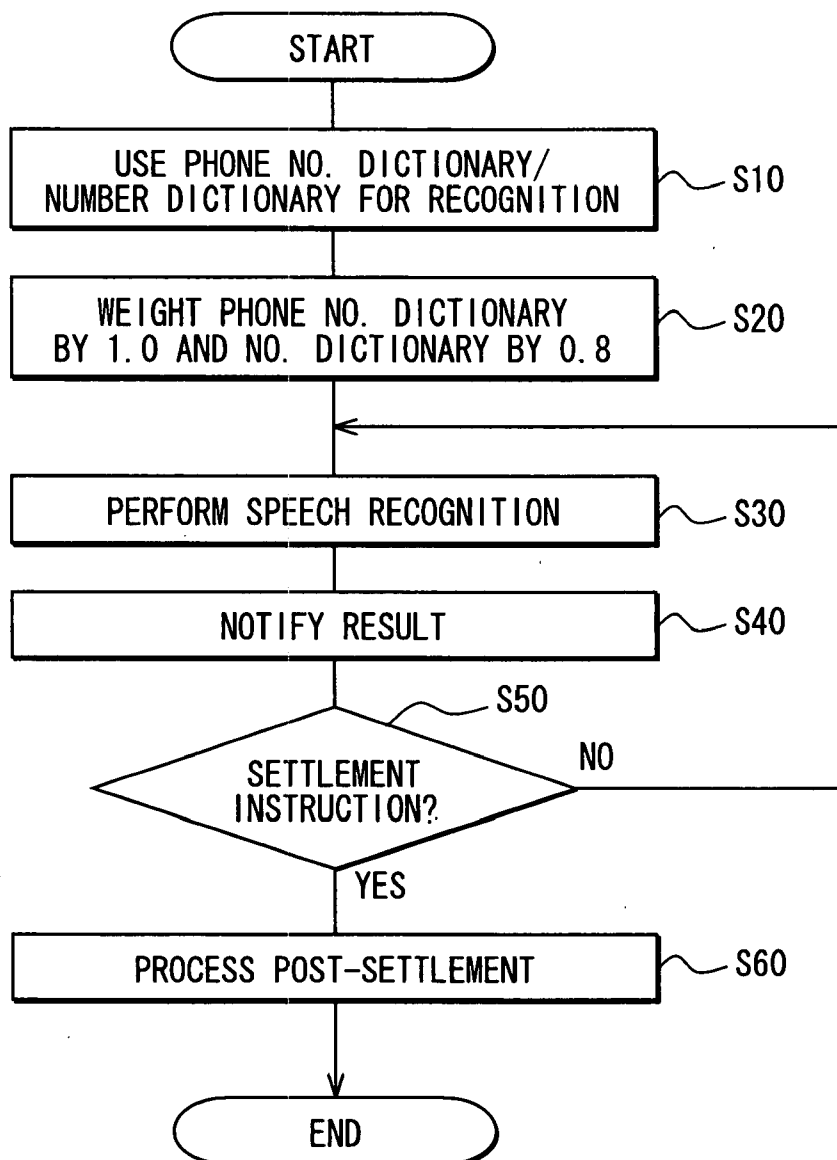 START
USE PHONE NO. DICTIONARY/
NUMBER DICTIONARY FOR RECOGNITION
S10
WEIGHT PHONE NO. DICTIONARY
BY 1.0 AND NO. DICTIONARY BY 0.8
S20
PERFORM SPEECH RECOGNITION
S30
NOTIFY RESULT
S40
S50
SETTLEMENT
INSTRUCTION?
NO
YES
PROCESS POST-SETTLEMENT
S60
END